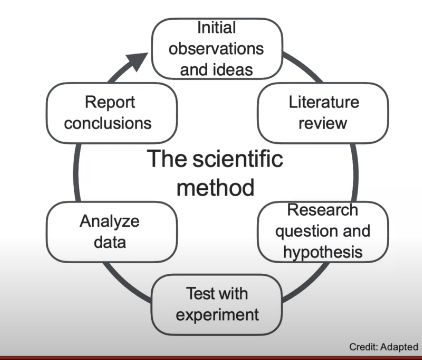 Initial
observations
and ideas
Literature
review
Research
question and
hypothesis
Test with
experiment
Analyze
data
Report
conclusions
The scientific
method
Credit: Adapted